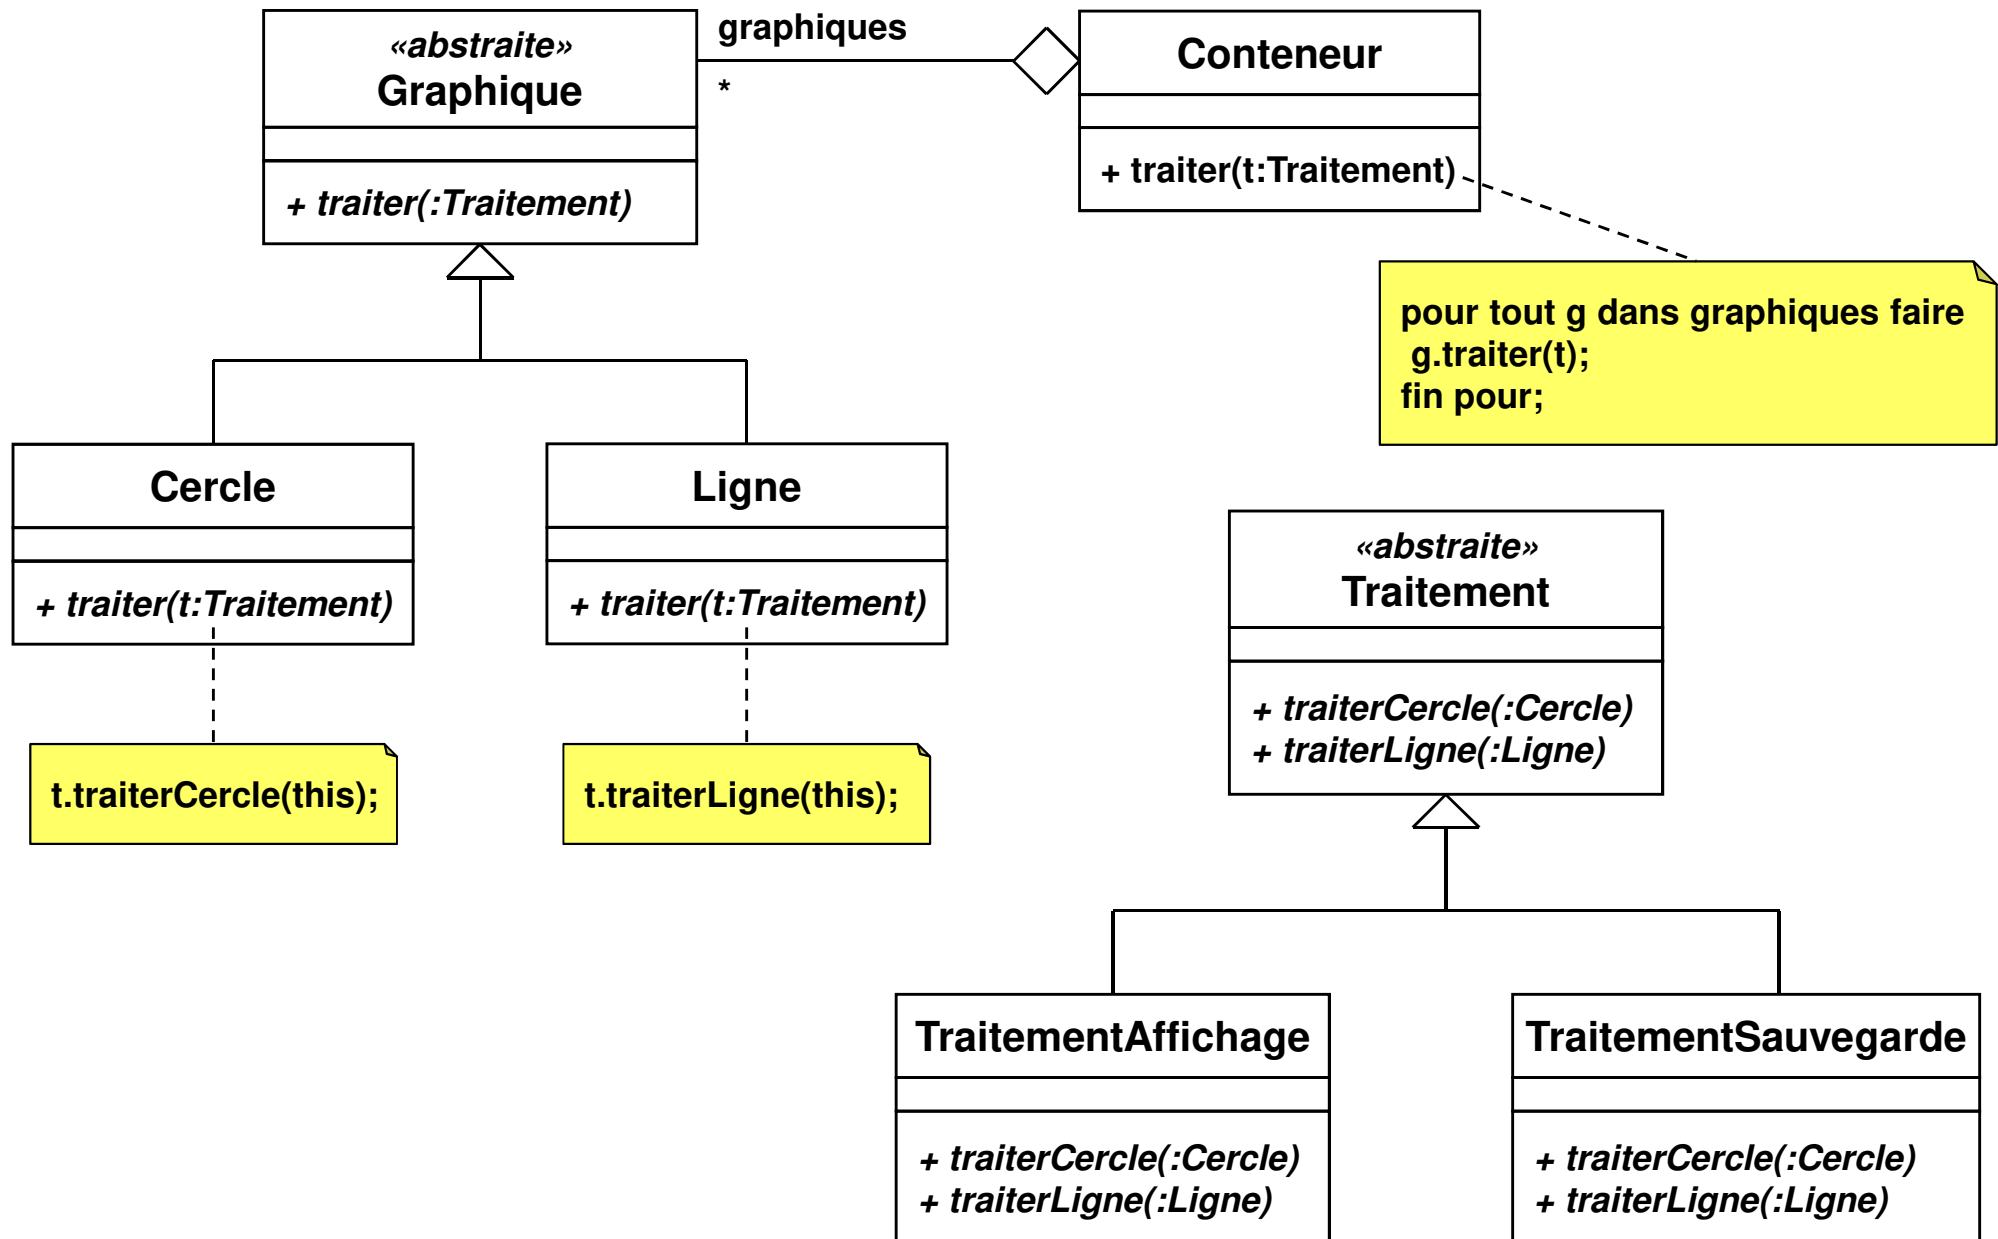 «abstraite»
Graphique
+ traiter(:Traitement)
graphiques
*
Conteneur
+ traiter(t:Traitement)
pour tout g dans graphiques faire
g.traiter(t);
fin pour;
Cercle
+ traiter(t:Traitement)
t.traiterCercle(this);
Ligne
+ traiter(t:Traitement)
t.traiterLigne(this);
«abstraite»
Traitement
+ traiterCercle(:Cercle)
+ traiterLigne(:Ligne)
TraitementAffichage
+ traiterCercle(:Cercle)
+ traiterLigne(:Ligne)
TraitementSauvegarde
+ traiterCercle(:Cercle)
+ traiterLigne(:Ligne)